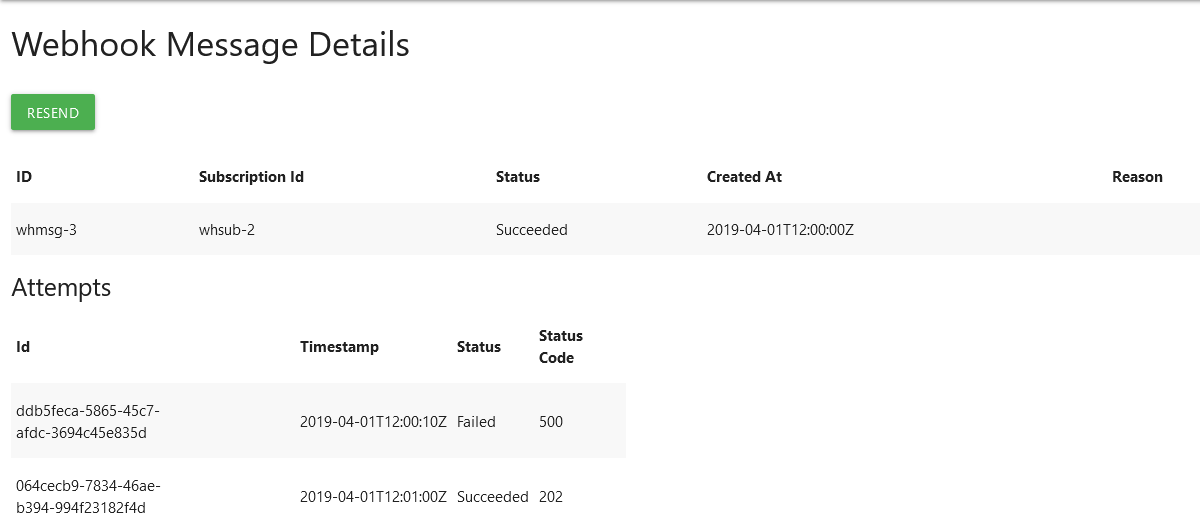 Webhook Message Details
RESEND
ID Subscription Id Status Created At Reason
whmsg-3 whsub-2 Succeeded 2019-04-01T12:00:00Z
Attempts
Id Timestamp Status Status
Code
ddb5feca-5865-45c7-
afdc-3694c45e835d 2019-04-01T12:00:10Z Failed 500
064cecb9-7834-46ae-
b394-994f23182f4d 2019-04-01T12:01:00Z Succeeded 202